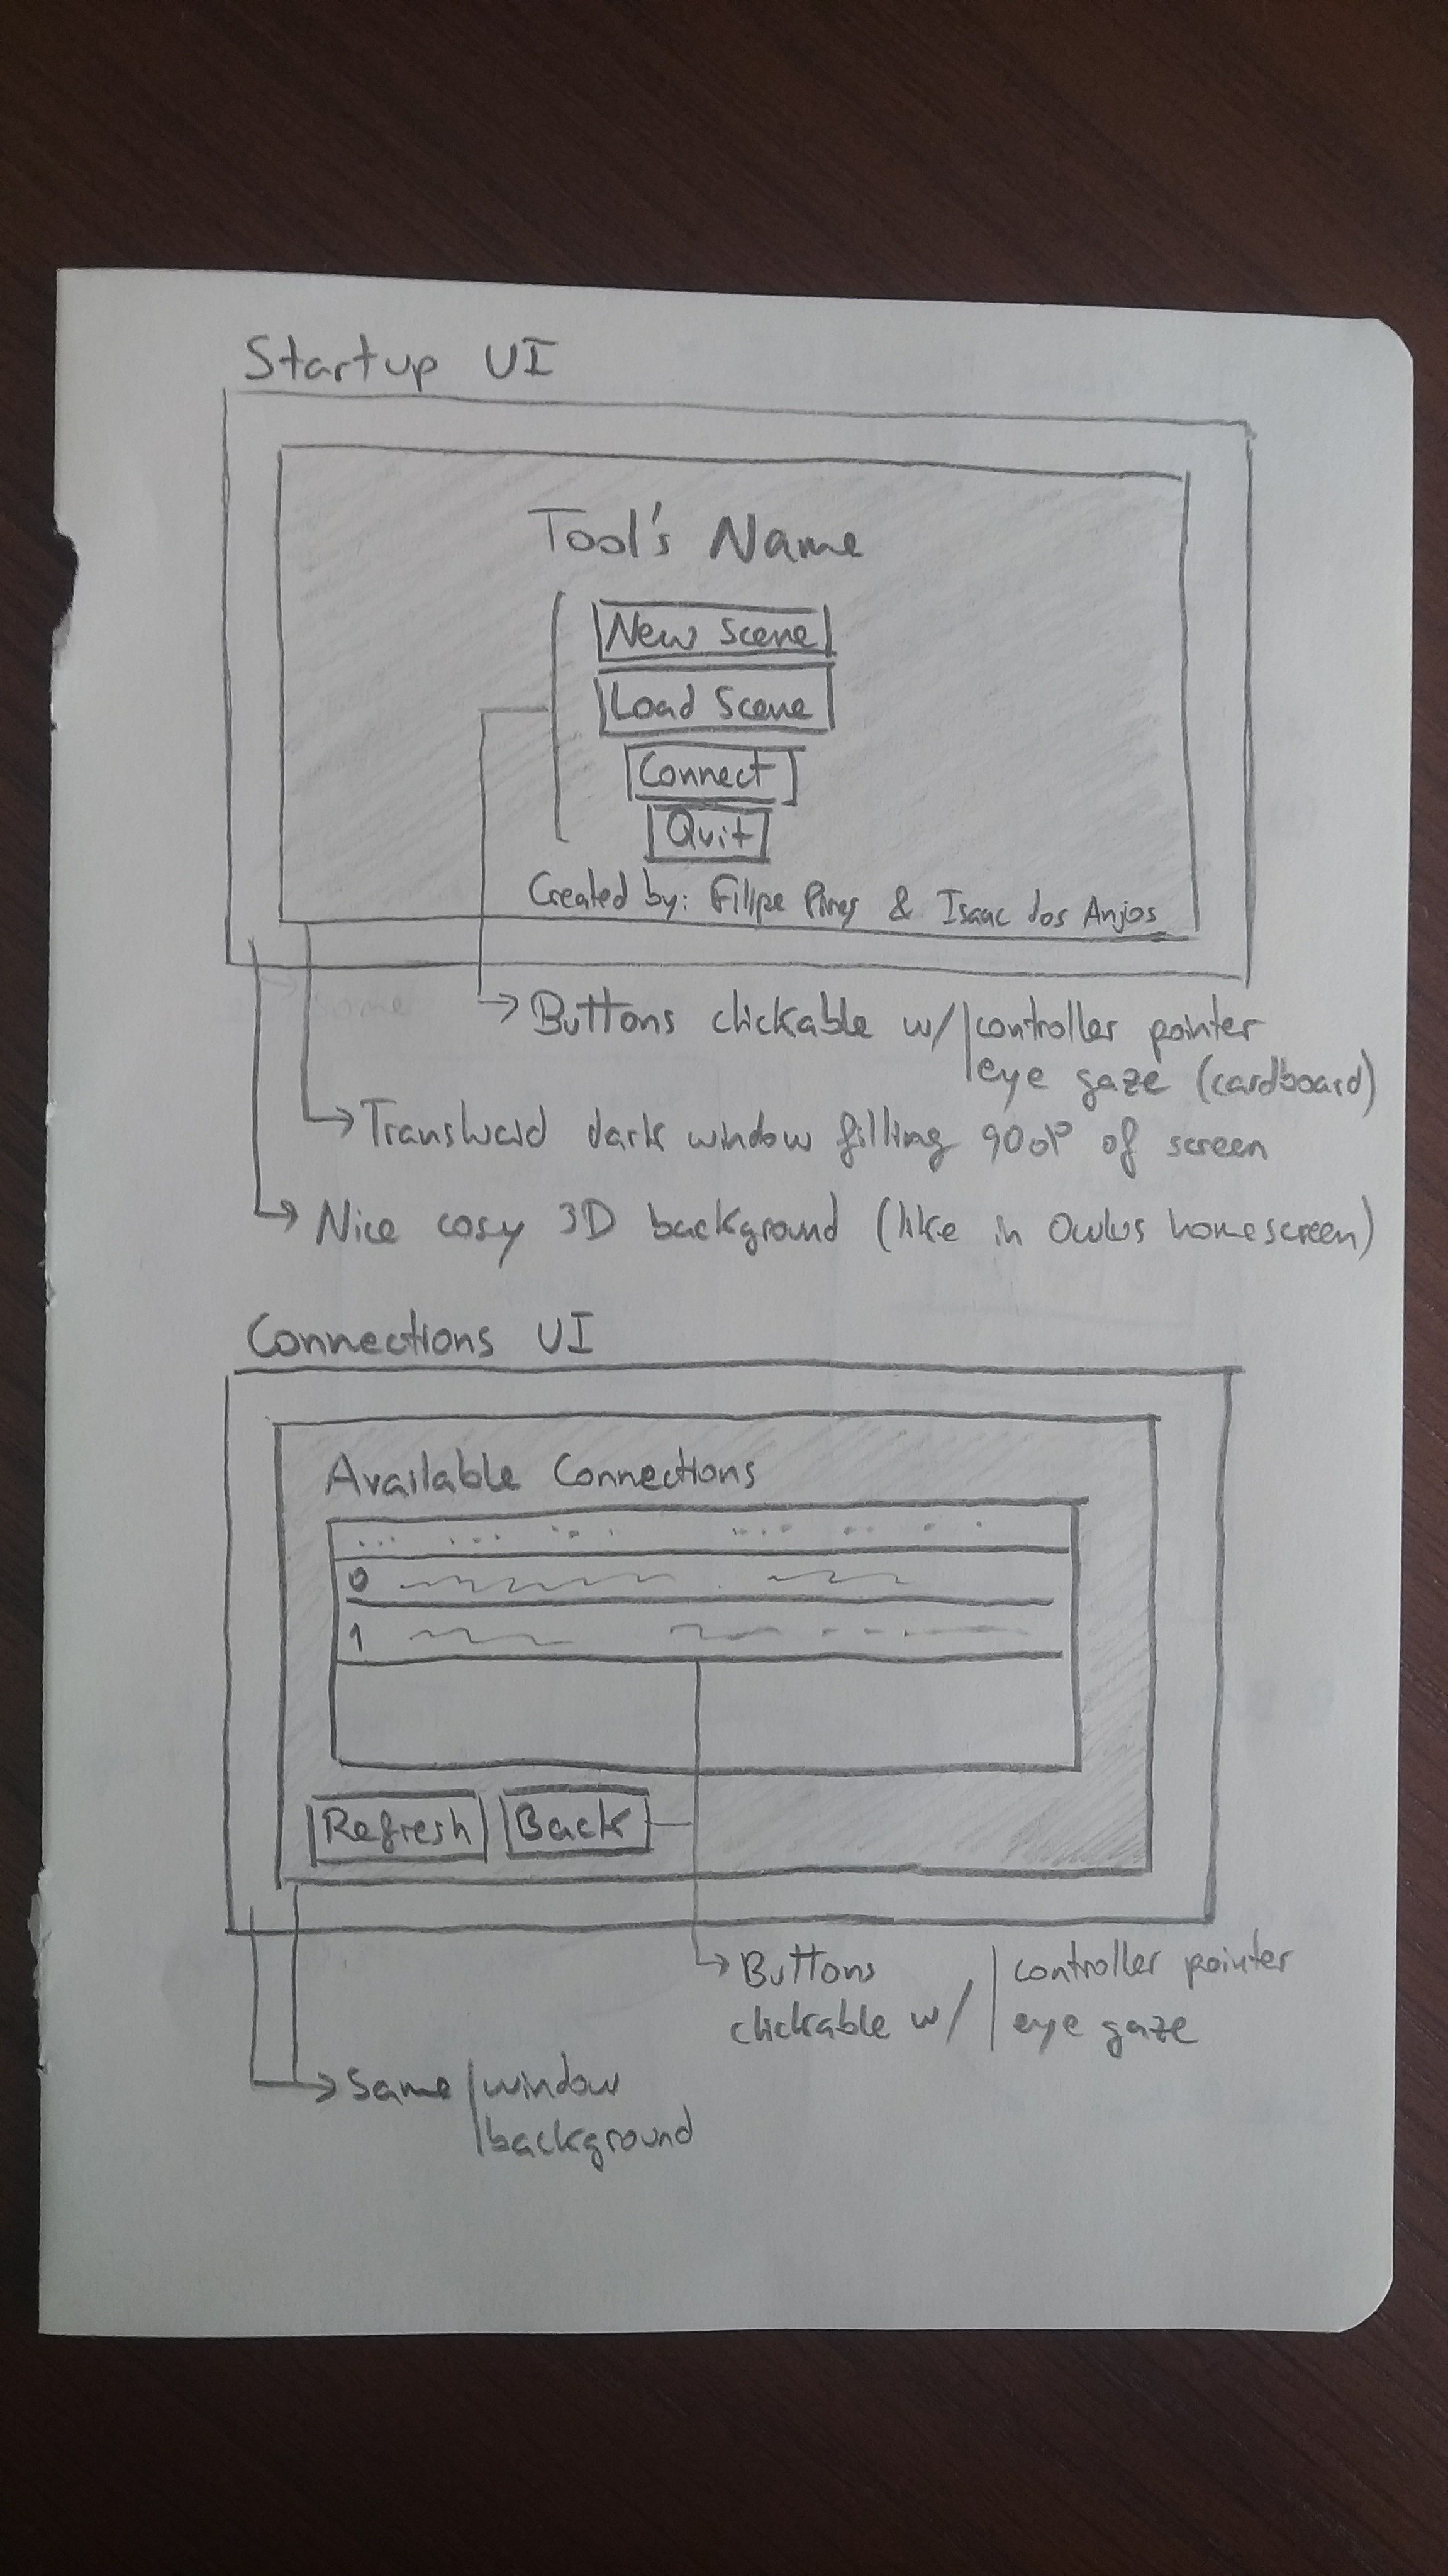 Startup UI
Tool's Name
New Scene
Load Scene
Connect
Quit
Created by: Filipe Pires & Isaac dos Anjos
Buttons clickable w/ controller pointer
eye gaze (cardboard)
dark window filling 90% of screen
Nice cosy 3D background (like in Oculus homescreen)
Connections UI
Available Connections
0
1
Refresh Back
Buttons
clickable w/
controller pointer
eye gaze
Same window
background